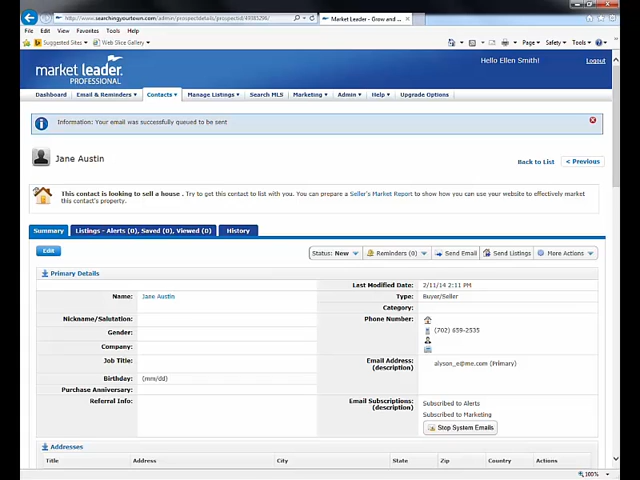 http://www.searchingyourtown.com/admin/prospectdetails/prospectid/49385296/
Market Leader - Grow and ...
File Edit View Favorites Tools Help
Suggested Sites Web Slice Gallery
Page Safety Tools
market leader.
PROFESSIONAL
Hello Ellen Smith! Logout
Dashboard Email & Reminders Contacts Manage Listings Search MLS Marketing Admin Help Upgrade Options
Information: Your email was successfully queued to be sent
Jane Austin
Back to List < Previous
This contact is looking to sell a house . Try to get this contact to list with you. You can prepare a Seller's Market Report to show how you can use your website to effectively market
this contact's property.
Summary Listings - Alerts (0), Saved (0), Viewed (0) History
Edit
Status: New Reminders (0) Send Email Send Listings More Actions
Primary Details
Last Modified Date: 2/11/14 2:11 PM
Name: Jane Austin Type: Buyer/Seller
Category:
Nickname/Salutation: Phone Number:
Gender: (702) 659-2535
Company:
Job Title: Email Address: alyson_e@me.com (Primary)
(description)
Birthday: (mm/dd)
Purchase Anniversary:
Referral Info: Email Subscriptions: Subscribed to Alerts
(description)
Subscribed to Marketing
Stop System Emails
Addresses
Title Address City State Zip Country Actions
100%